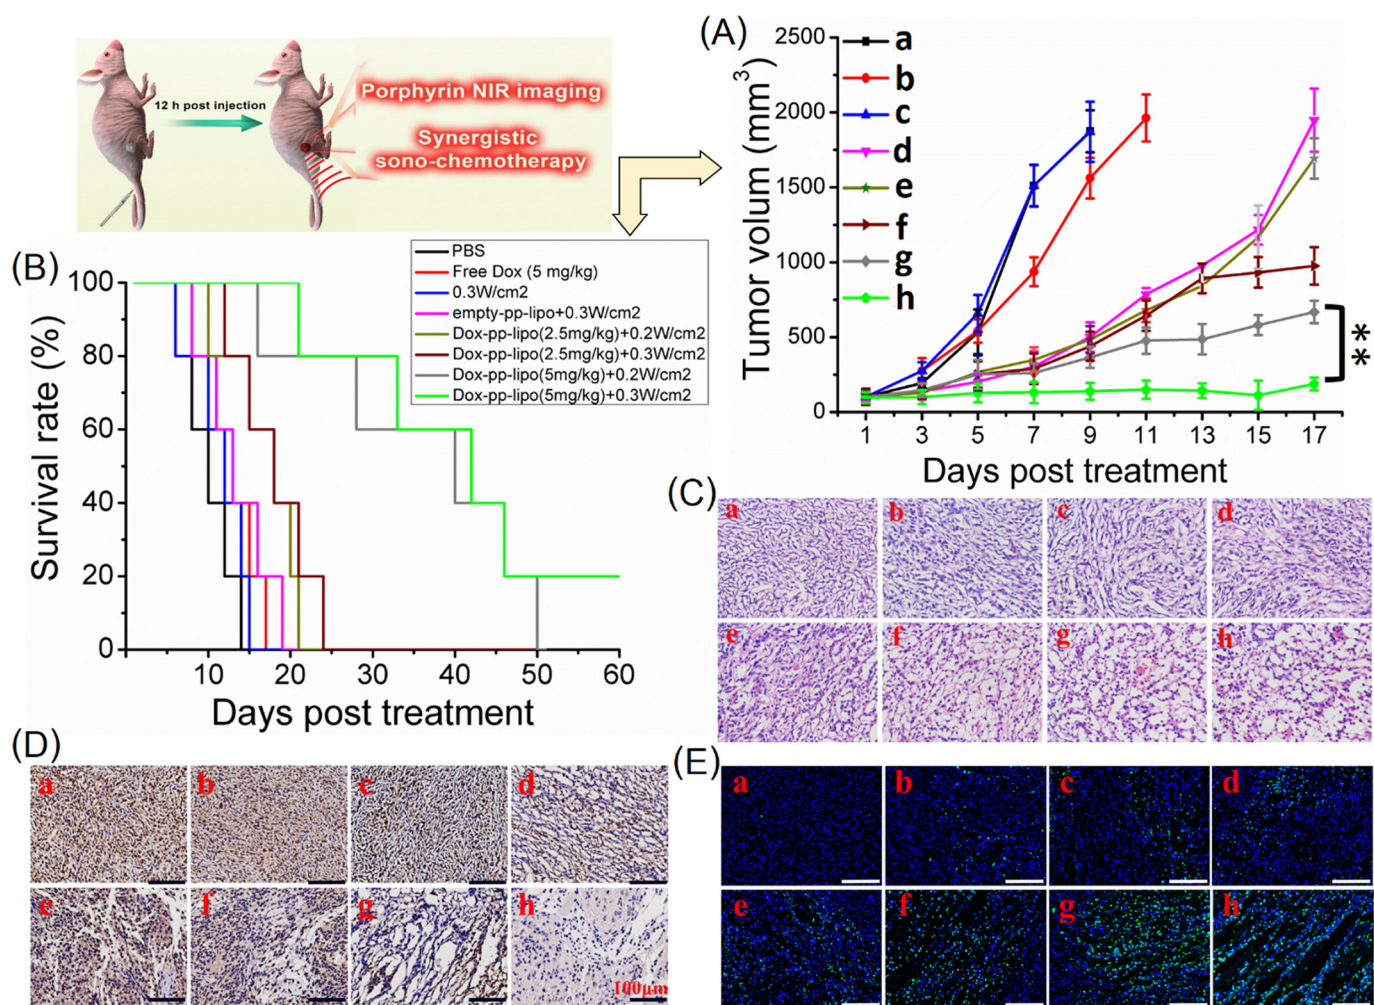 12 h post injection
Porphyrin NIR imaging
Synergistic
sono-chemotherapy
(A)
Tumor volum (mm³)
2500
2000
1500
1000
500
0
a
b
c
d
e
f
g
h
**
1 3 5 7 9 11 13 15 17
Days post treatment
(B)
Survival rate (%)
100
80
60
40
20
0
PBS
Free Dox (5 mg/kg)
0.3W/cm2
empty-pp-lipo+0.3W/cm2
Dox-pp-lipo(2.5mg/kg)+0.2W/cm2
Dox-pp-lipo(2.5mg/kg)+0.3W/cm2
Dox-pp-lipo(5mg/kg)+0.2W/cm2
Dox-pp-lipo(5mg/kg)+0.3W/cm2
10 20 30 40 50 60
Days post treatment
(C)
a b c d
e f g h
(D)
a b c d
e f g h
100μm
(E)
a b c d
e f g h